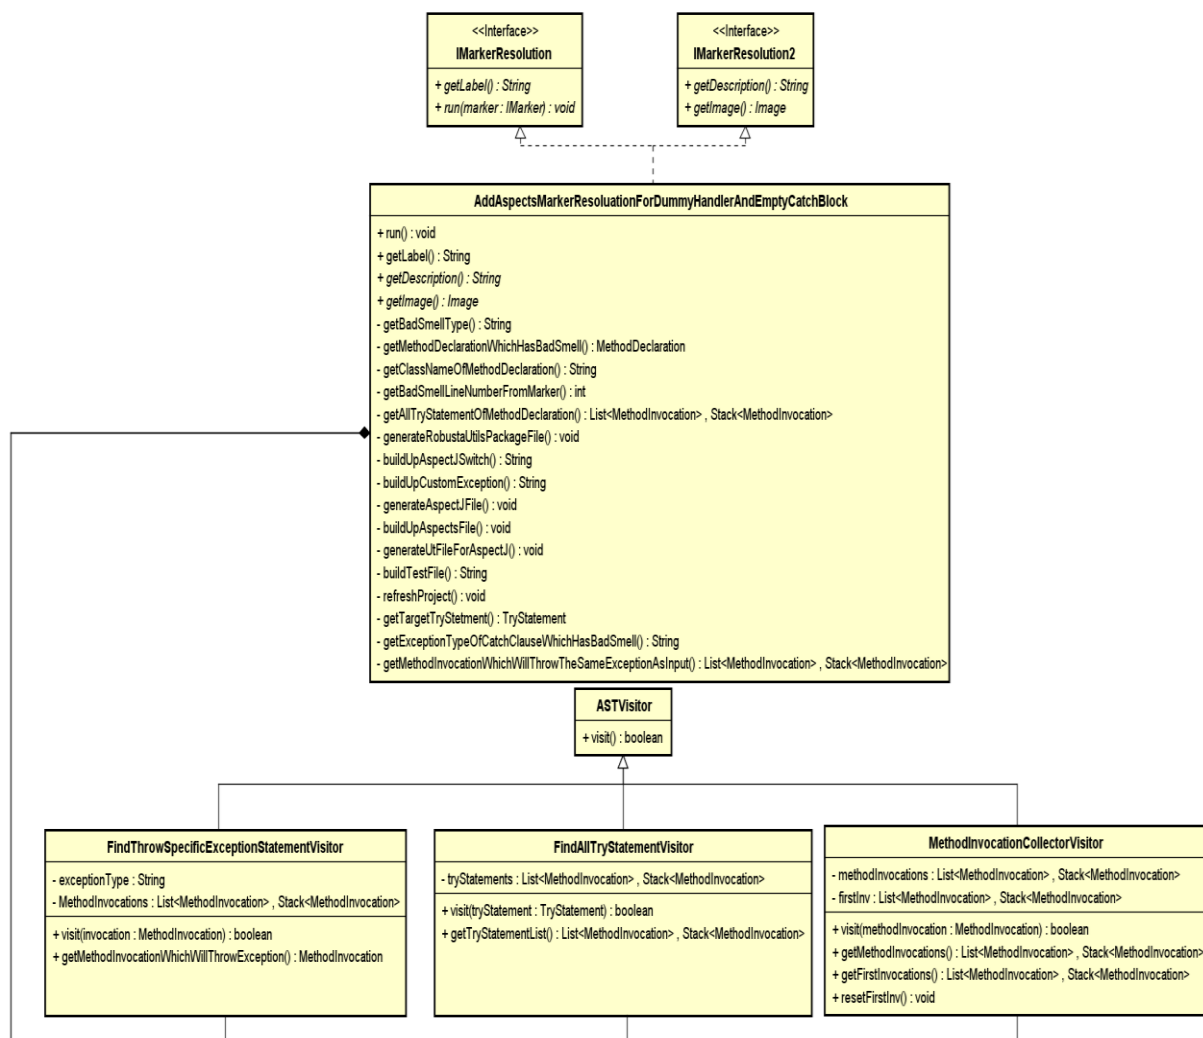 <<Interface>>
IMarkerResolution
+ getLabel() : String
+ run(marker : IMarker) : void
<<Interface>>
IMarkerResolution2
+ getDescription() : String
+ getImage() : Image
AddAspectsMarkerResoluationForDummyHandlerAndEmptyCatchBlock
+ run() : void
+ getLabel() : String
+ getDescription() : String
+ getImage() : Image
- getBadSmellType() : String
- getMethodDeclarationWhichHasBadSmell() : MethodDeclaration
- getClassNameOfMethodDeclaration() : String
- getBadSmellLineNumberFromMarker() : int
- getAllTryStatementOfMethodDeclaration() : List<MethodInvocation> , Stack<MethodInvocation>
- generateRobustaUtilsPackageFile() : void
- buildUpAspectJSwitch() : String
- buildUpCustomException() : String
- generateAspectJFile() : void
- buildUpAspectsFile() : void
- generateUtFileForAspectJ() : void
- buildTestFile() : String
- refreshProject() : void
- getTargetTryStetment() : TryStatement
- getExceptionTypeOfCatchClauseWhichHasBadSmell() : String
- getMethodInvocationWhichWillThrowTheSameExceptionAsInput() : List<MethodInvocation> , Stack<MethodInvocation>
ASTVisitor
+ visit() : boolean
FindThrowSpecificExceptionStatementVisitor
- exceptionType : String
- MethodInvocations : List<MethodInvocation> , Stack<MethodInvocation>
+ visit(invocation : MethodInvocation) : boolean
+ getMethodInvocationWhichWillThrowException() : MethodInvocation
FindAllTryStatementVisitor
- tryStatements : List<MethodInvocation> , Stack<MethodInvocation>
+ visit(tryStatement : TryStatement) : boolean
+ getTryStatementList() : List<MethodInvocation> , Stack<MethodInvocation>
MethodInvocationCollectorVisitor
- methodInvocations : List<MethodInvocation> , Stack<MethodInvocation>
- firstInv : List<MethodInvocation> , Stack<MethodInvocation>
+ visit(methodInvocation : MethodInvocation) : boolean
+ getMethodInvocations() : List<MethodInvocation> , Stack<MethodInvocation>
+ getFirstInvocations() : List<MethodInvocation> , Stack<MethodInvocation>
+ resetFirstInv() : void